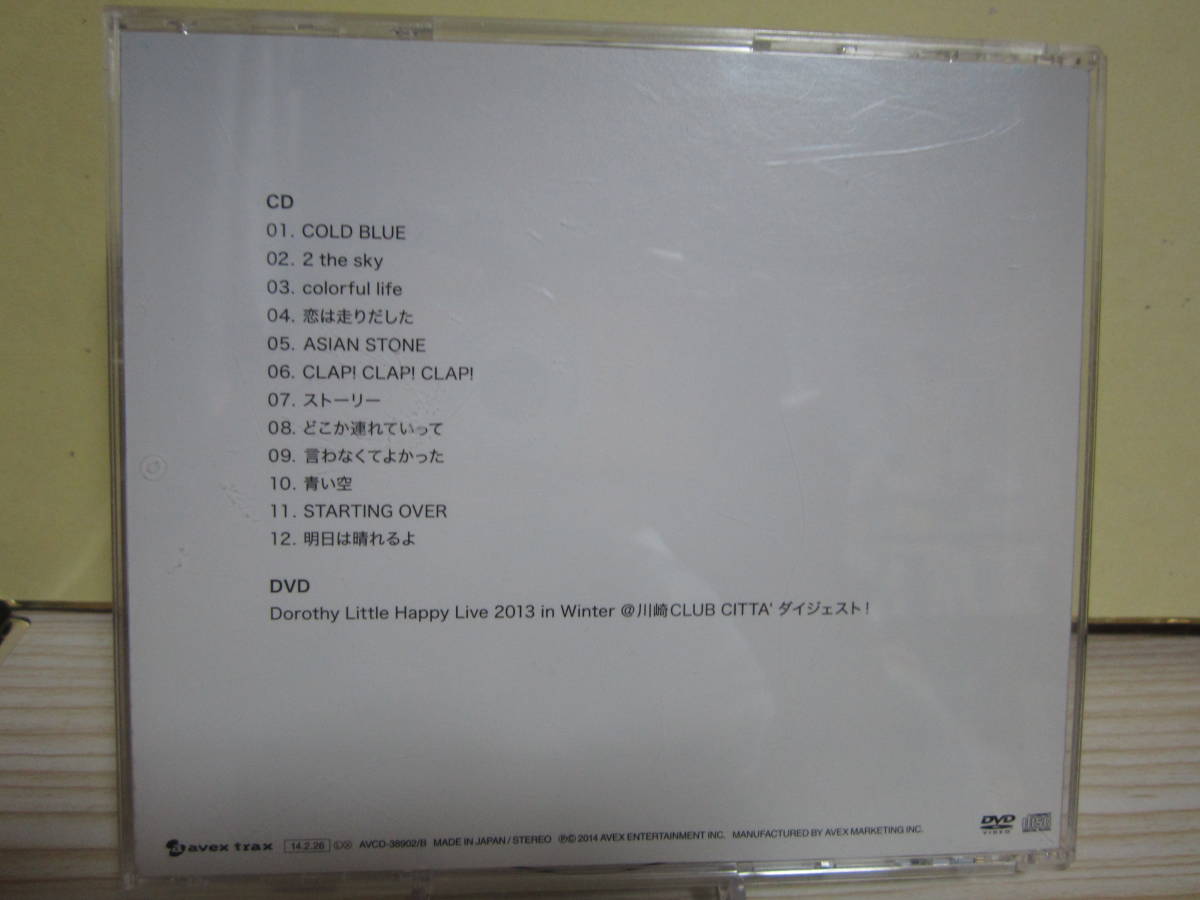 CD
01. COLD BLUE
02. 2 the sky
03. colorful life
04. 恋は走りだした
05. ASIAN STONE
06. CLAP! CLAP! CLAP!
07. ストーリー
08. どこか連れていって
09. 言わなくてよかった
10. 青い空
11. STARTING OVER
12. 明日は晴れるよ
DVD
Dorothy Little Happy Live 2013 in Winter @川崎CLUB CITTA' ダイジェスト!
avex trax 14.2.26 AVCD-38902/B MADE IN JAPAN / STEREO ℗© 2014 AVEX ENTERTAINMENT INC. MANUFACTURED BY AVEX MARKETING INC. DVD VIDEO